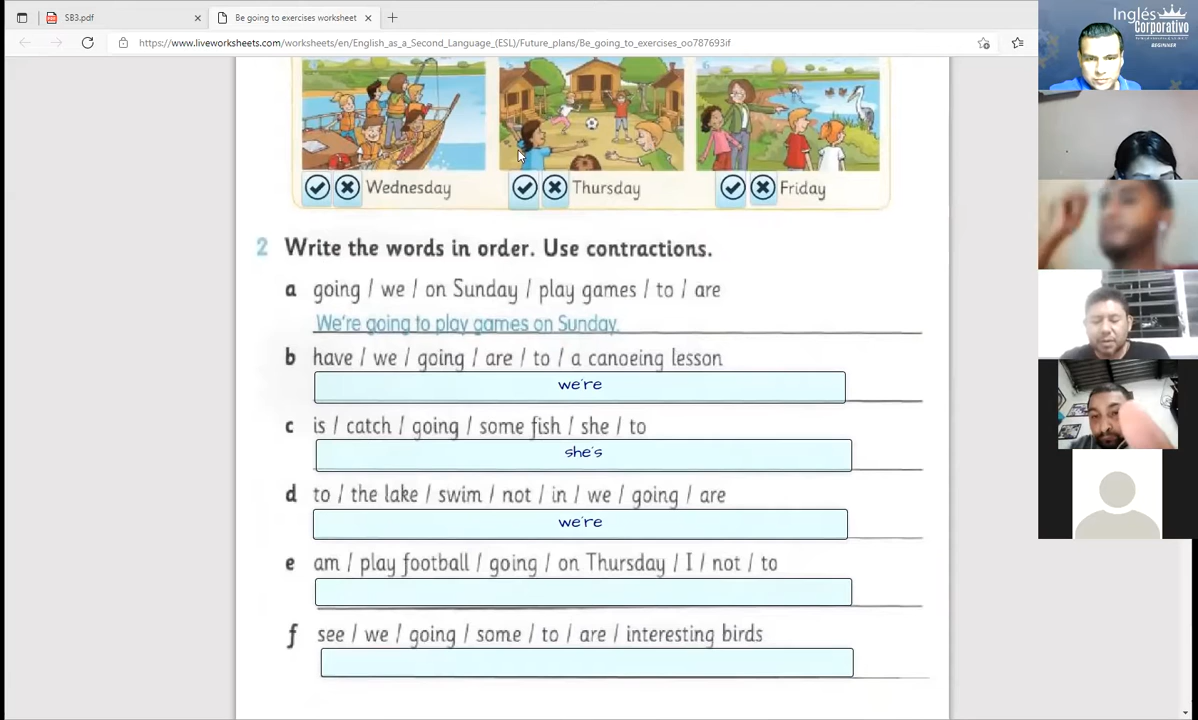 SB3.pdf
Be going to exercises worksheet
https://www.liveworksheets.com/worksheets/en/English_as_a_Second_Language_(ESL)/Future_plans/Be_going_to_exercises_oo787693if
Inglés
Corporativo
BEGINNER
Wednesday
Thursday
Friday
2 Write the words in order. Use contractions.
a going / we / on Sunday / play games / to / are
We're going to play games on Sunday.
b have / we / going / are / to / a canoeing lesson
we're
c is / catch / going / some fish / she / to
she's
d to / the lake / swim / not / in / we / going / are
we're
e am / play football / going / on Thursday / I / not / to
f see / we / going / some / to / are / interesting birds